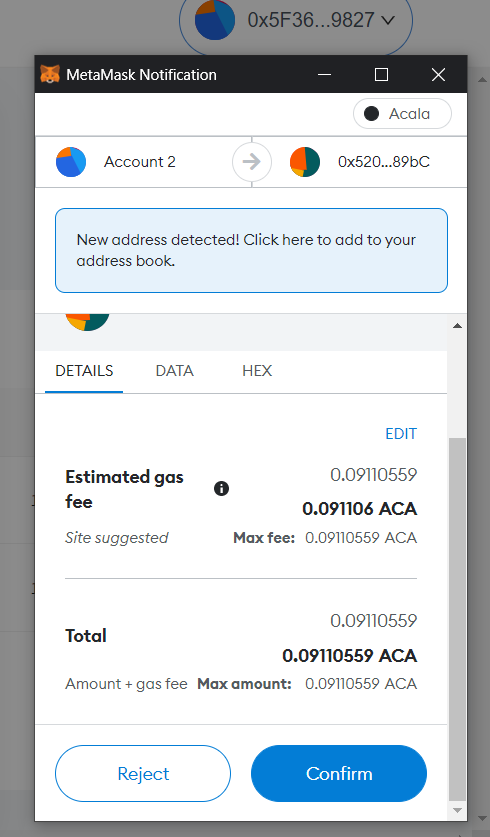 0x5F36...9827
MetaMask Notification
Acala
Account 2
0x520...89bC
New address detected! Click here to add to your
address book.
DETAILS
DATA
HEX
EDIT
Estimated gas
fee
0.09110559
0.091106 ACA
Site suggested
Max fee: 0.09110559 ACA
Total
0.09110559
0.09110559 ACA
Amount + gas fee Max amount: 0.09110559 ACA
Reject
Confirm